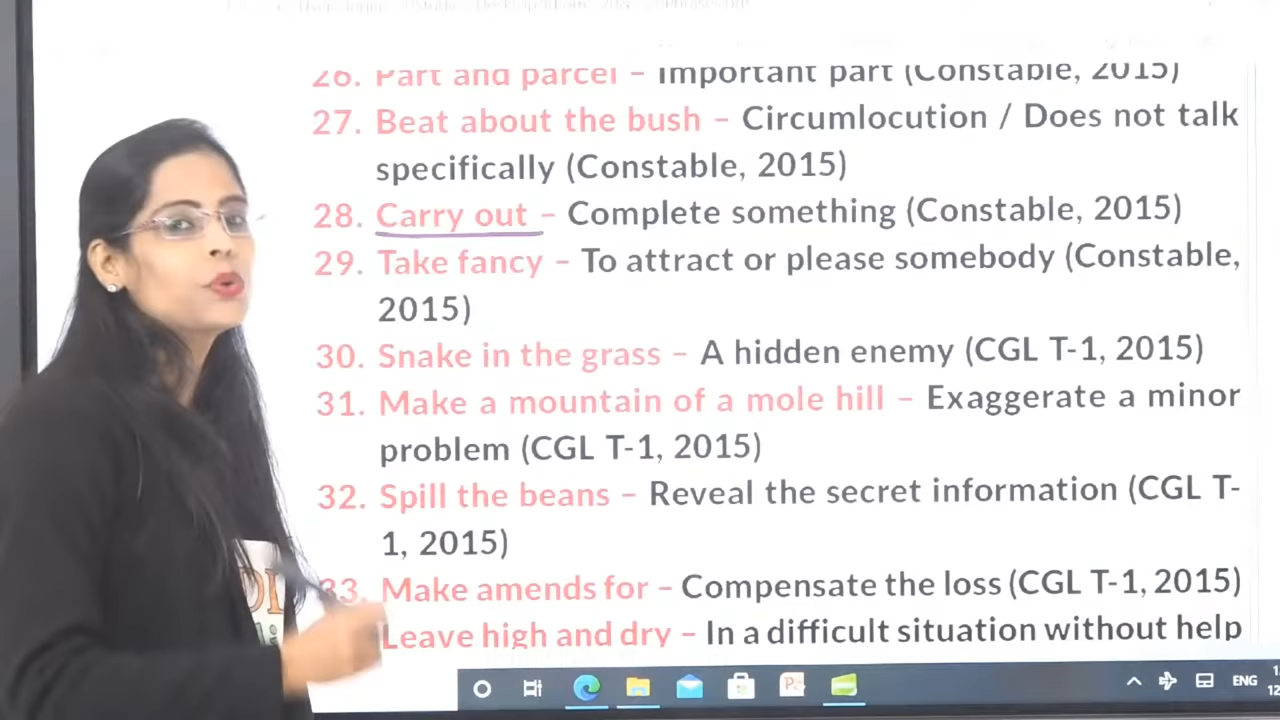 26. Part and parcel – Important part (Constable, 2015)
27. Beat about the bush – Circumlocution / Does not talk
specifically (Constable, 2015)
28. Carry out – Complete something (Constable, 2015)
29. Take fancy – To attract or please somebody (Constable,
2015)
30. Snake in the grass – A hidden enemy (CGL T-1, 2015)
31. Make a mountain of a mole hill – Exaggerate a minor
problem (CGL T-1, 2015)
32. Spill the beans – Reveal the secret information (CGL T-
1, 2015)
33. Make amends for – Compensate the loss (CGL T-1, 2015)
Leave high and dry – In a difficult situation without help
ENG